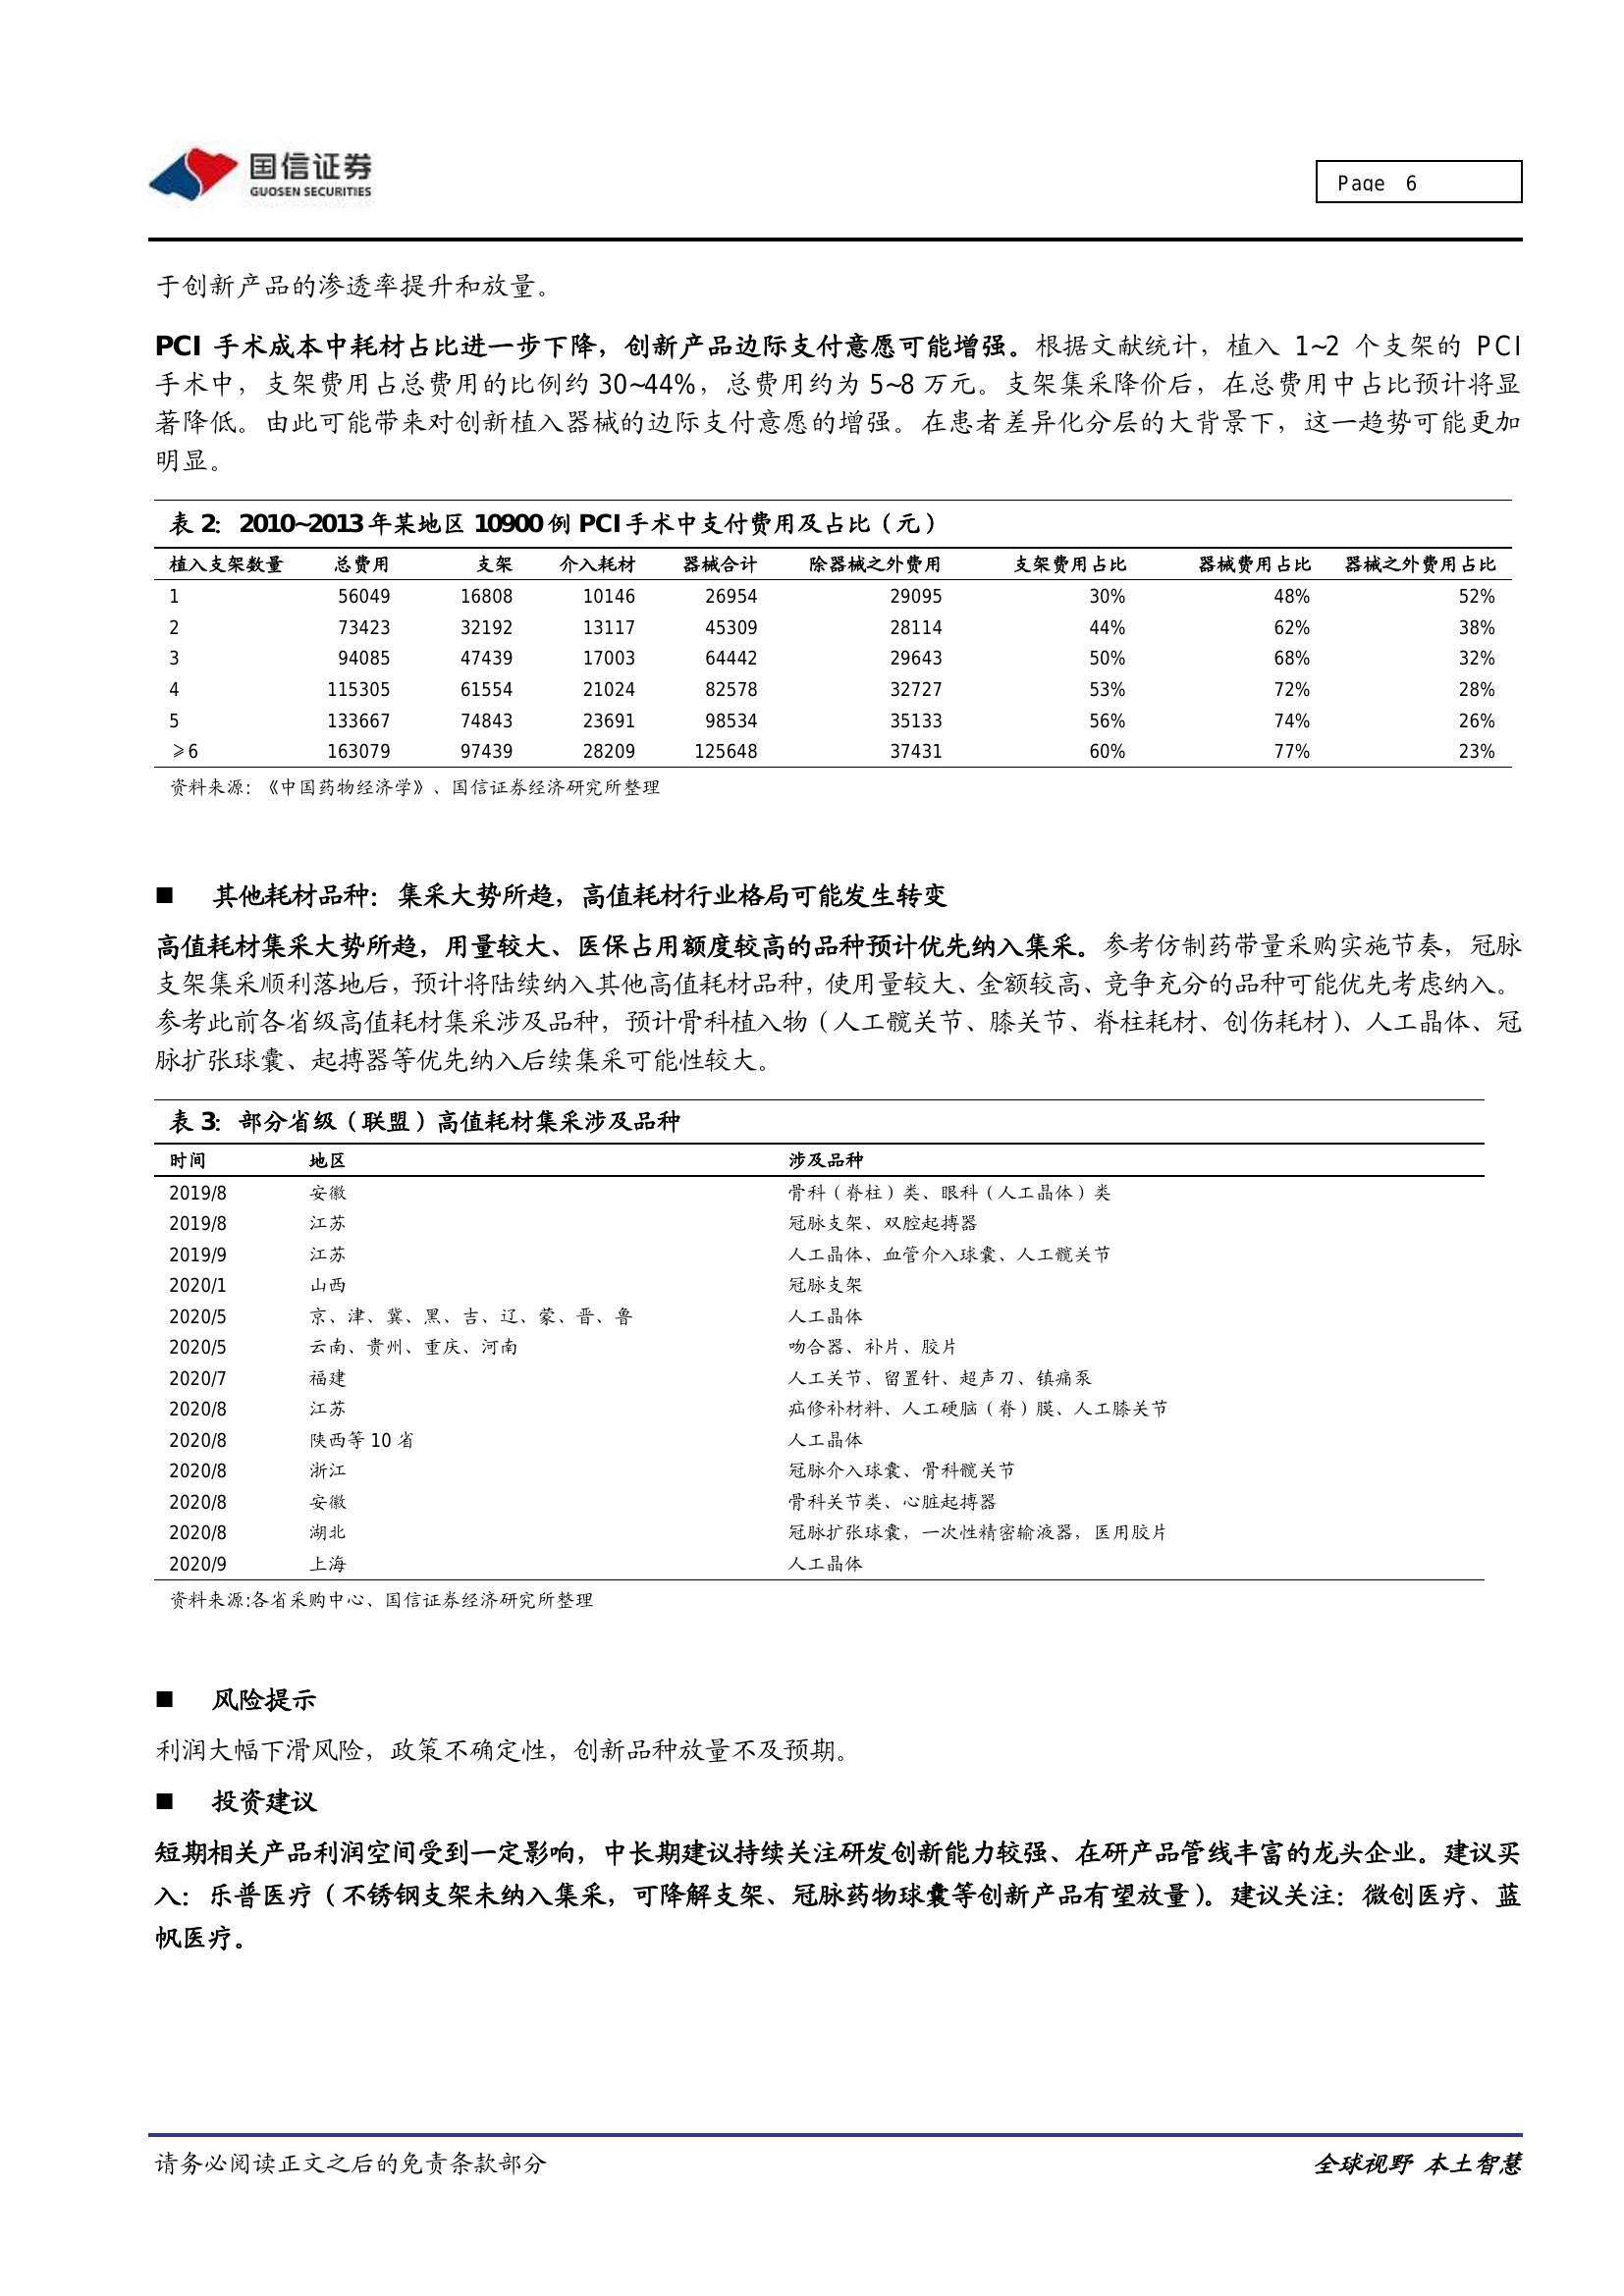 国信证券
GUOSEN SECURITIES
Page 6
于创新产品的渗透率提升和放量。
PCI 手术成本中耗材占比进一步下降，创新产品边际支付意愿可能增强。根据文献统计，植入 1~2 个支架的 PCI
手术中，支架费用占总费用的比例约 30~44%，总费用约为 5~8 万元。支架集采降价后，在总费用中占比预计将显
著降低。由此可能带来对创新植入器械的边际支付意愿的增强。在患者差异化分层的大背景下，这一趋势可能更加
明显。
表 2：2010~2013 年某地区 10900 例 PCI 手术中支付费用及占比（元）
植入支架数量 总费用 支架 介入耗材 器械合计 除器械之外费用 支架费用占比 器械费用占比 器械之外费用占比
1 56049 16808 10146 26954 29095 30% 48% 52%
2 73423 32192 13117 45309 28114 44% 62% 38%
3 94085 47439 17003 64442 29643 50% 68% 32%
4 115305 61554 21024 82578 32727 53% 72% 28%
5 133667 74843 23691 98534 35133 56% 74% 26%
≥6 163079 97439 28209 125648 37431 60% 77% 23%
资料来源：《中国药物经济学》、国信证券经济研究所整理
■ 其他耗材品种：集采大势所趋，高值耗材行业格局可能发生转变
高值耗材集采大势所趋，用量较大、医保占用额度较高的品种预计优先纳入集采。参考仿制药带量采购实施节奏，冠脉
支架集采顺利落地后，预计将陆续纳入其他高值耗材品种，使用量较大、金额较高、竞争充分的品种可能优先考虑纳入。
参考此前各省级高值耗材集采涉及品种，预计骨科植入物（人工髋关节、膝关节、脊柱耗材、创伤耗材）、人工晶体、冠
脉扩张球囊、起搏器等优先纳入后续集采可能性较大。
表 3：部分省级（联盟）高值耗材集采涉及品种
时间 地区 涉及品种
2019/8 安徽 骨科（脊柱）类、眼科（人工晶体）类
2019/8 江苏 冠脉支架、双腔起搏器
2019/9 江苏 人工晶体、血管介入球囊、人工髋关节
2020/1 山西 冠脉支架
2020/5 京、津、冀、黑、吉、辽、蒙、晋、鲁 人工晶体
2020/5 云南、贵州、重庆、河南 吻合器、补片、胶片
2020/7 福建 人工关节、留置针、超声刀、镇痛泵
2020/8 江苏 疝修补材料、人工硬脑（脊）膜、人工膝关节
2020/8 陕西等 10 省 人工晶体
2020/8 浙江 冠脉介入球囊、骨科髋关节
2020/8 安徽 骨科关节类、心脏起搏器
2020/8 湖北 冠脉扩张球囊，一次性精密输液器，医用胶片
2020/9 上海 人工晶体
资料来源:各省采购中心、国信证券经济研究所整理
■ 风险提示
利润大幅下滑风险，政策不确定性，创新品种放量不及预期。
■ 投资建议
短期相关产品利润空间受到一定影响，中长期建议持续关注研发创新能力较强、在研产品管线丰富的龙头企业。建议买
入：乐普医疗（不锈钢支架未纳入集采，可降解支架、冠脉药物球囊等创新产品有望放量）。建议关注：微创医疗、蓝
帆医疗。
请务必阅读正文之后的免责条款部分
全球视野 本土智慧